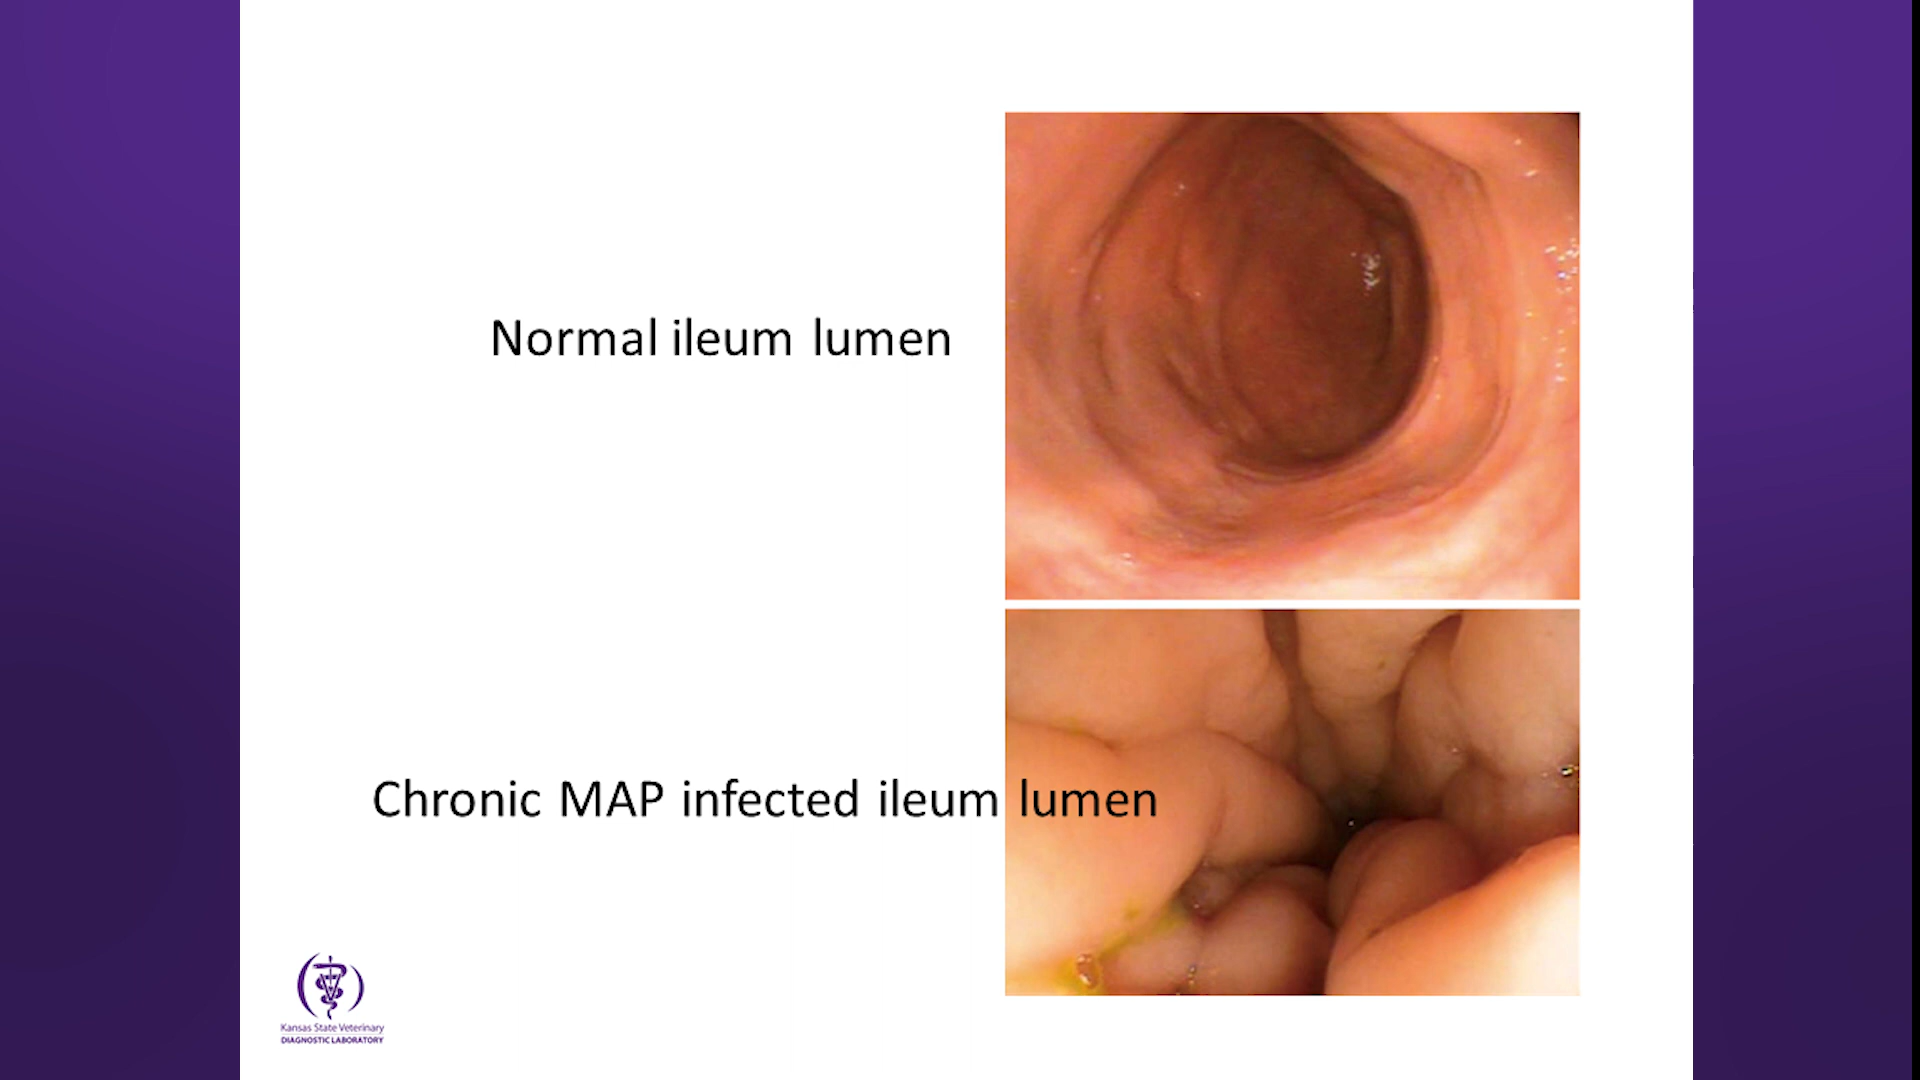 Normal ileum lumen
Chronic MAP infected ileum lumen
Kansas State Veterinary
DIAGNOSTIC LABORATORY